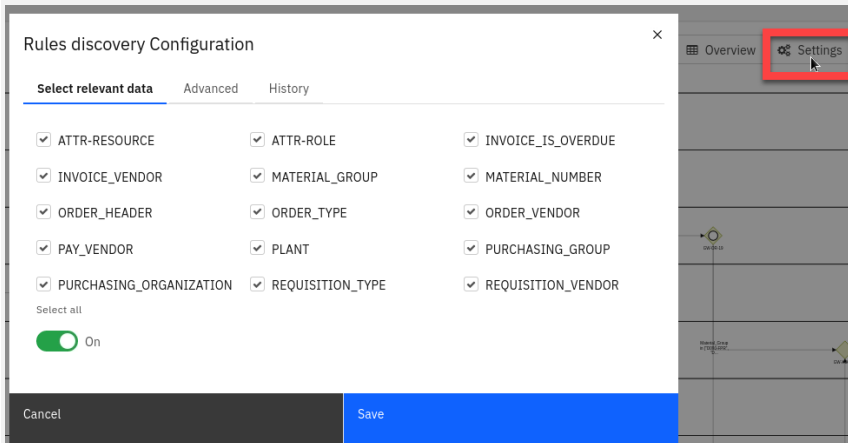 Rules discovery Configuration
Overview
Settings
Select relevant data
Advanced
History
ATTR-RESOURCE
ATTR-ROLE
INVOICE_IS_OVERDUE
INVOICE_VENDOR
MATERIAL_GROUP
MATERIAL_NUMBER
ORDER_HEADER
ORDER_TYPE
ORDER_VENDOR
PAY_VENDOR
PLANT
PURCHASING_GROUP
PURCHASING_ORGANIZATION
REQUISITION_TYPE
REQUISITION_VENDOR
Select all
On
Cancel
Save